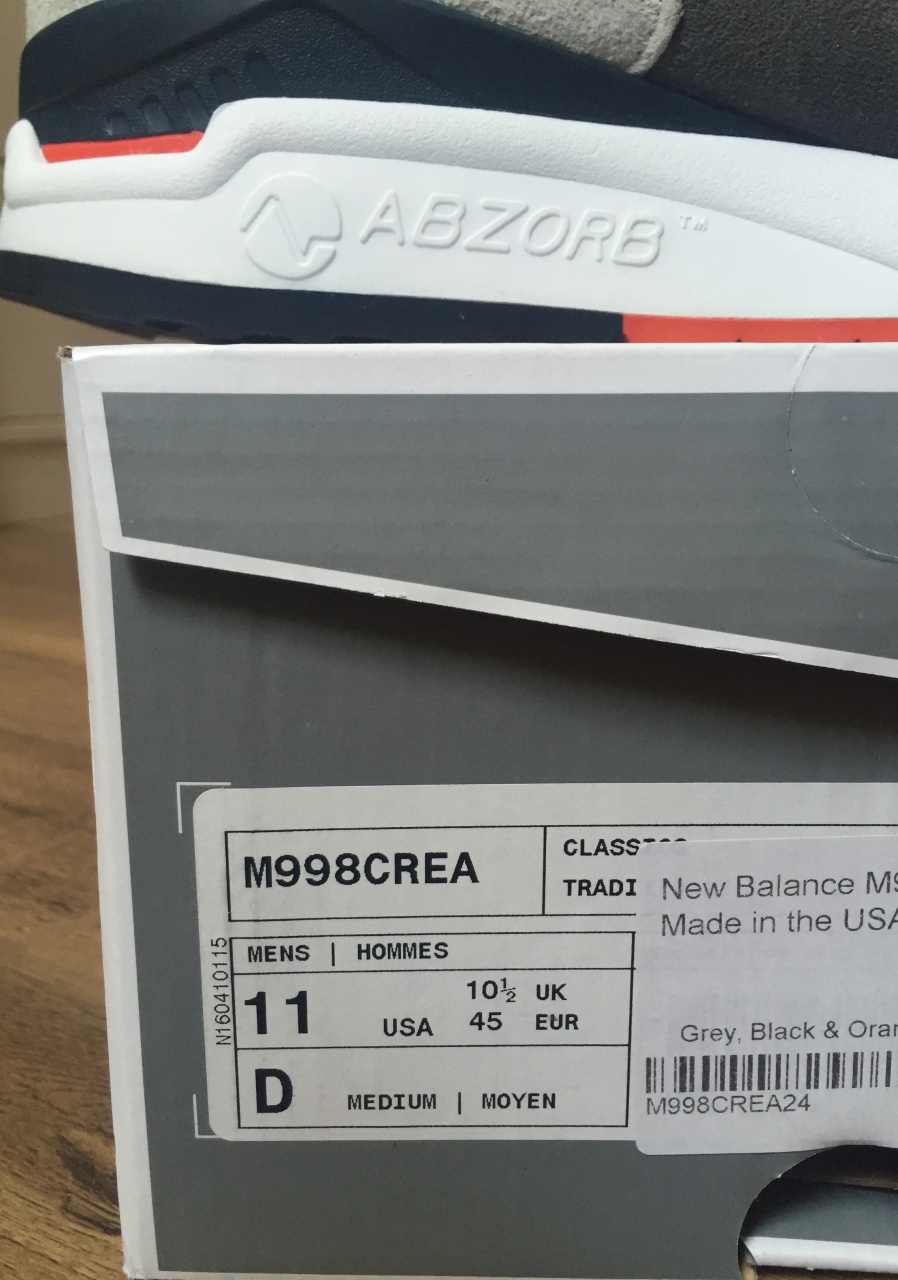 ABZORB™
M998CREA
CLASSICS
TRADI
New Balance M9
Made in the USA
MENS | HOMMES
11 USA 10½ UK
45 EUR
D MEDIUM | MOYEN
N160410115
Grey, Black & Oran
M998CREA24